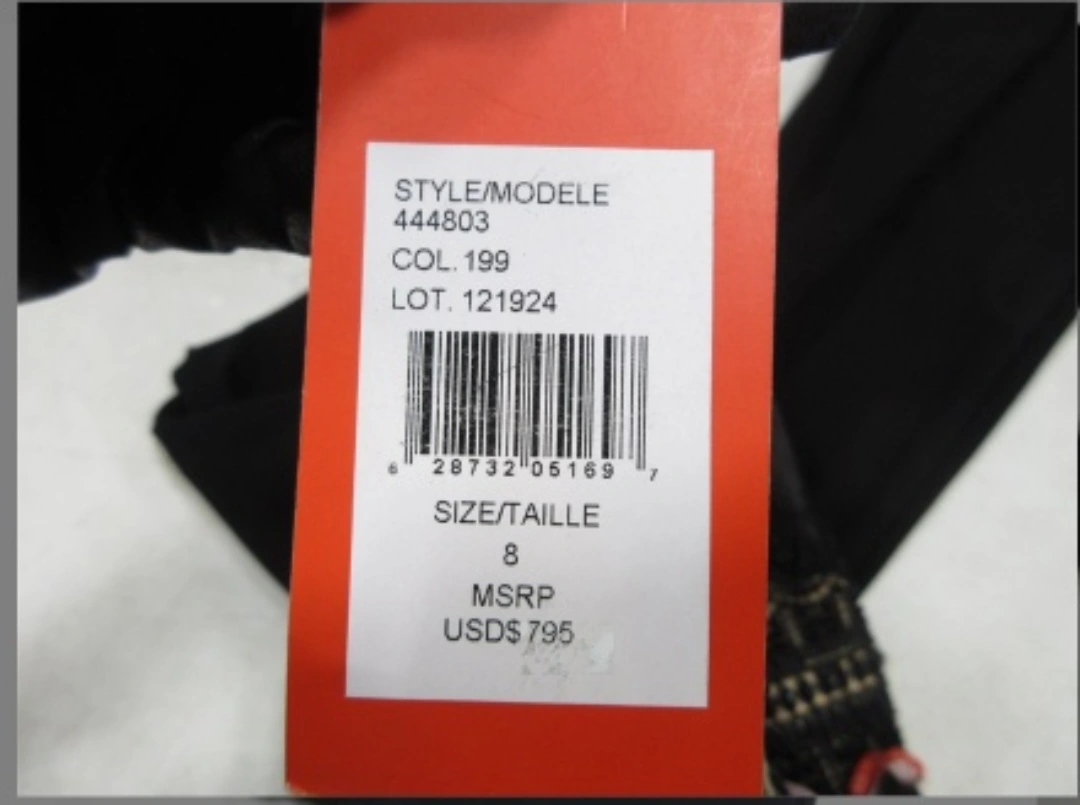 STYLE/MODELE
444803
COL. 199
LOT. 121924
6 28732 05169 7
SIZE/TAILLE
8
MSRP
USD$ 795